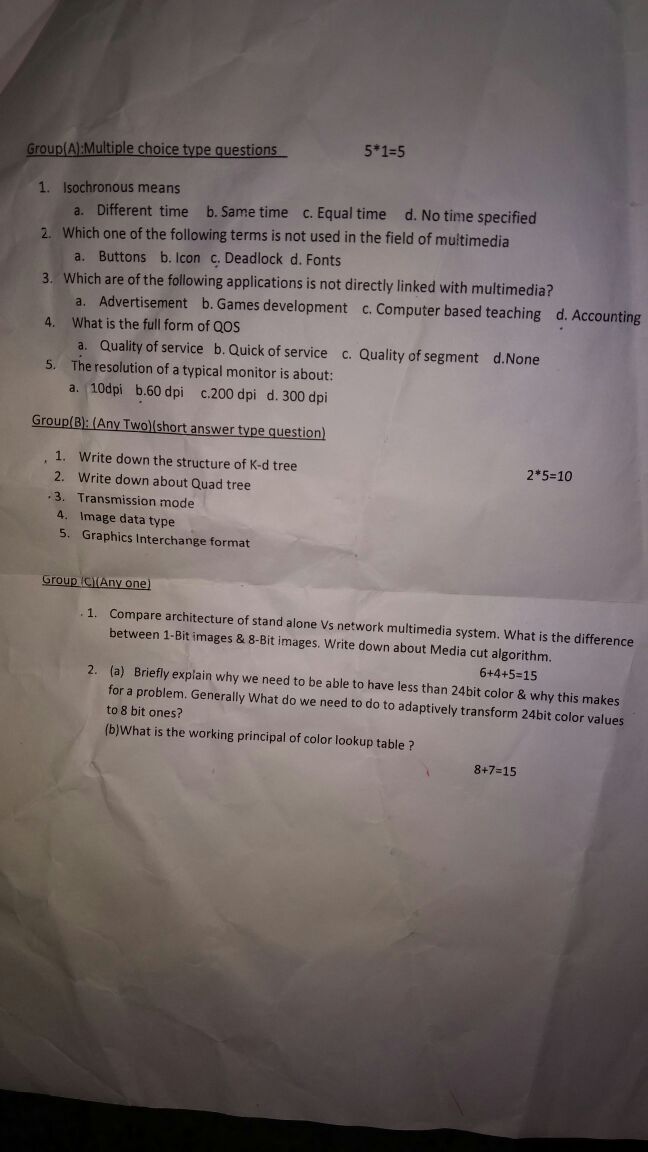 Group(A):Multiple choice type questions 5*1=5
1. Isochronous means
a. Different time b. Same time c. Equal time d. No time specified
2. Which one of the following terms is not used in the field of multimedia
a. Buttons b. Icon c. Deadlock d. Fonts
3. Which are of the following applications is not directly linked with multimedia?
a. Advertisement b. Games development c. Computer based teaching d. Accounting
4. What is the full form of QOS
a. Quality of service b. Quick of service c. Quality of segment d.None
5. The resolution of a typical monitor is about:
a. 10dpi b.60 dpi c.200 dpi d. 300 dpi
Group(B): (Any Two)(short answer type question)
1. Write down the structure of K-d tree
2*5=10
2. Write down about Quad tree
3. Transmission mode
4. Image data type
5. Graphics Interchange format
Group (C)(Any one)
1. Compare architecture of stand alone Vs network multimedia system. What is the difference
between 1-Bit images & 8-Bit images. Write down about Media cut algorithm.
6+4+5=15
2. (a) Briefly explain why we need to be able to have less than 24bit color & why this makes
for a problem. Generally What do we need to do to adaptively transform 24bit color values
to 8 bit ones?
(b)What is the working principal of color lookup table ?
8+7=15